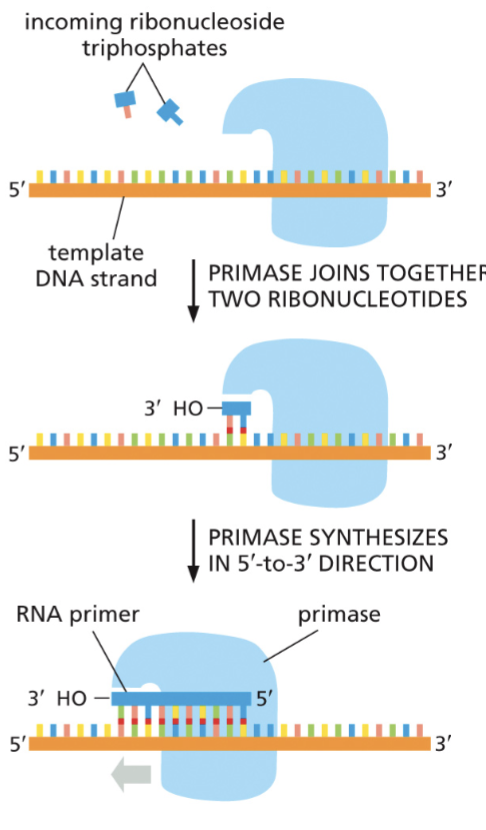 incoming ribonucleoside
triphosphates
5′ 3′
template
DNA strand
PRIMASE JOINS TOGETHER
TWO RIBONUCLEOTIDES
3′ HO
5′ 3′
PRIMASE SYNTHESIZES
IN 5′-to-3′ DIRECTION
RNA primer primase
3′ HO 5′
5′ 3′